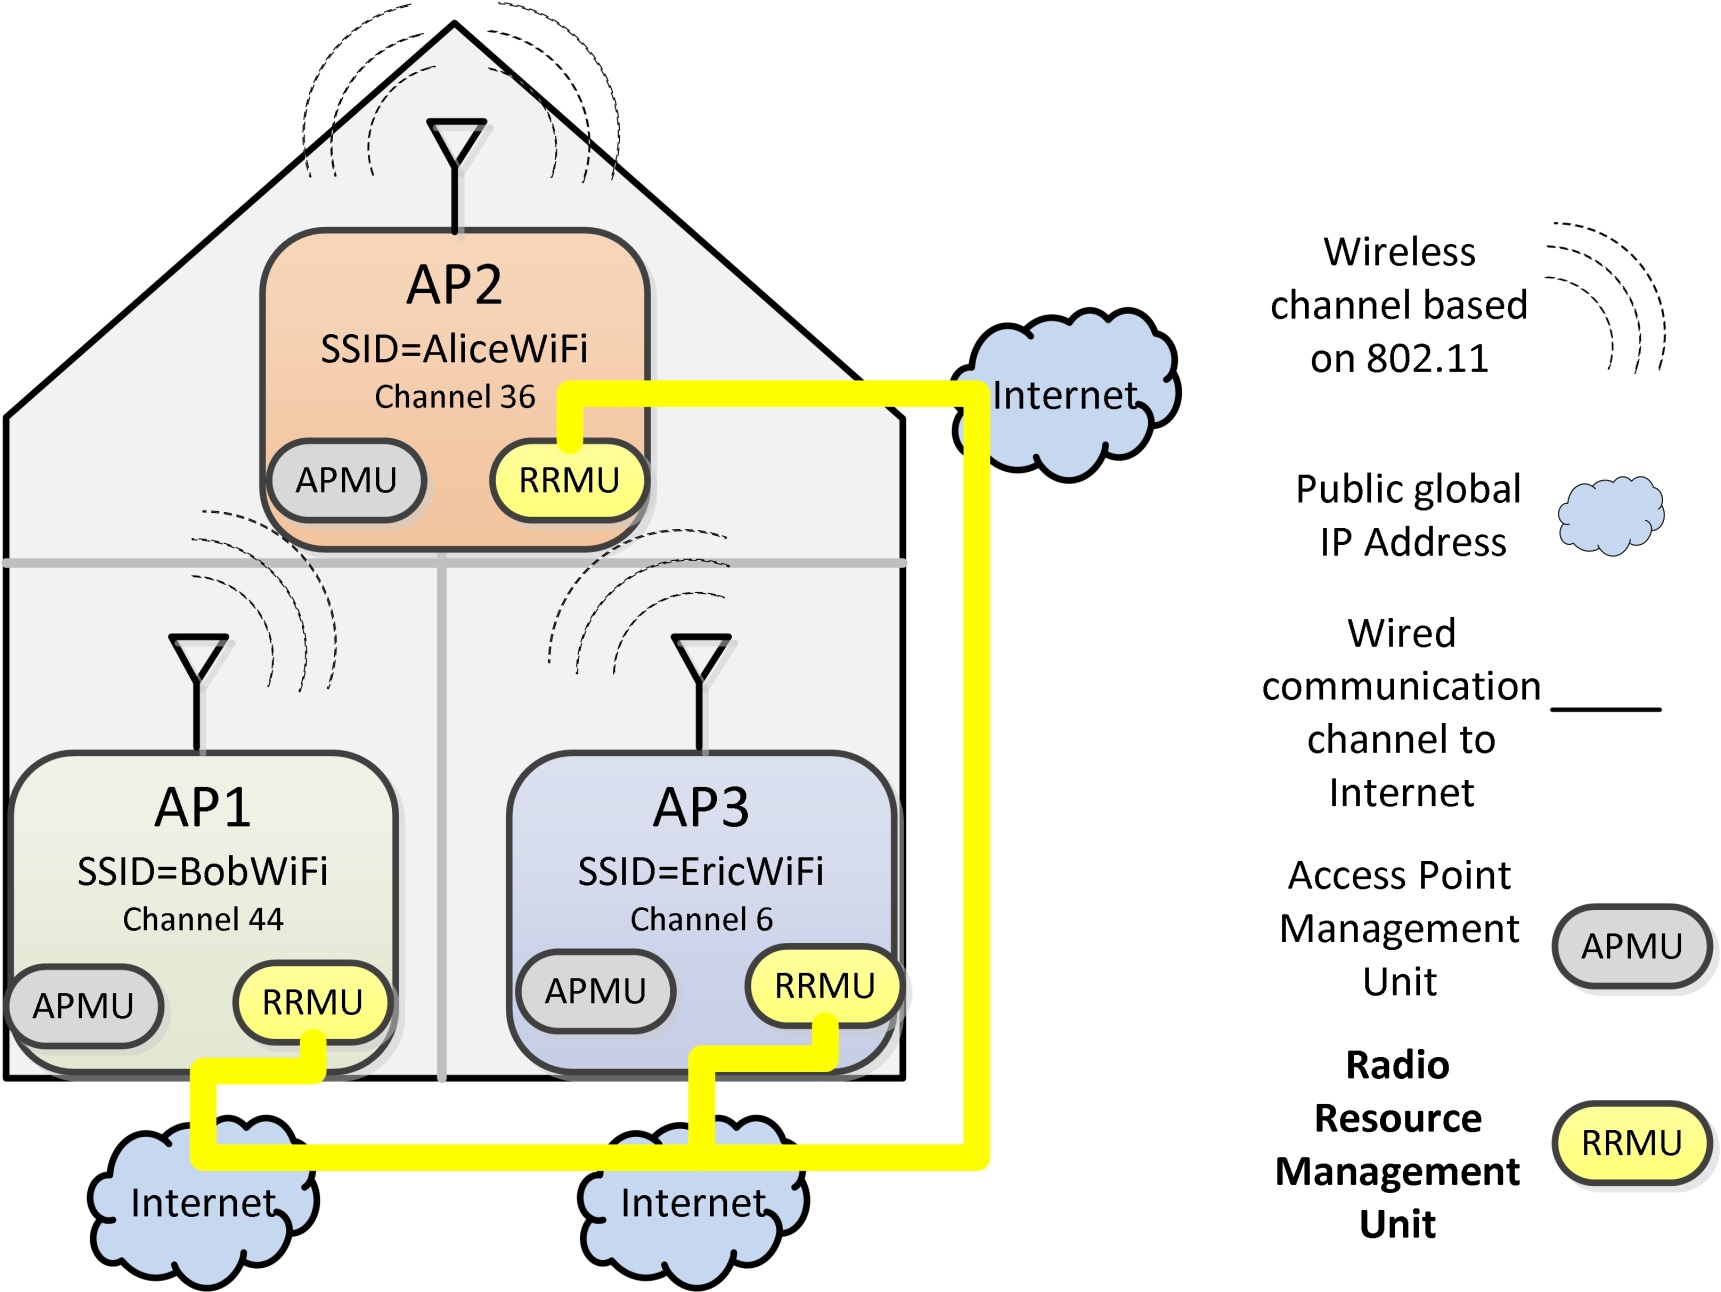 AP2
SSID=AliceWiFi
Channel 36
APMU
RRMU
Internet
AP1
SSID=BobWiFi
Channel 44
APMU
RRMU
AP3
SSID=EricWiFi
Channel 6
APMU
RRMU
Internet
Internet
Wireless
channel based
on 802.11
Public global
IP Address
Wired
communication
channel to
Internet
Access Point
Management
Unit
APMU
Radio
Resource
Management
Unit
RRMU